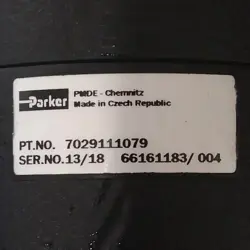 Parker
PMDE - Chemnitz
Made in Czech Republic
PT.NO. 7029111079
SER.NO.13/18 66161183/ 004